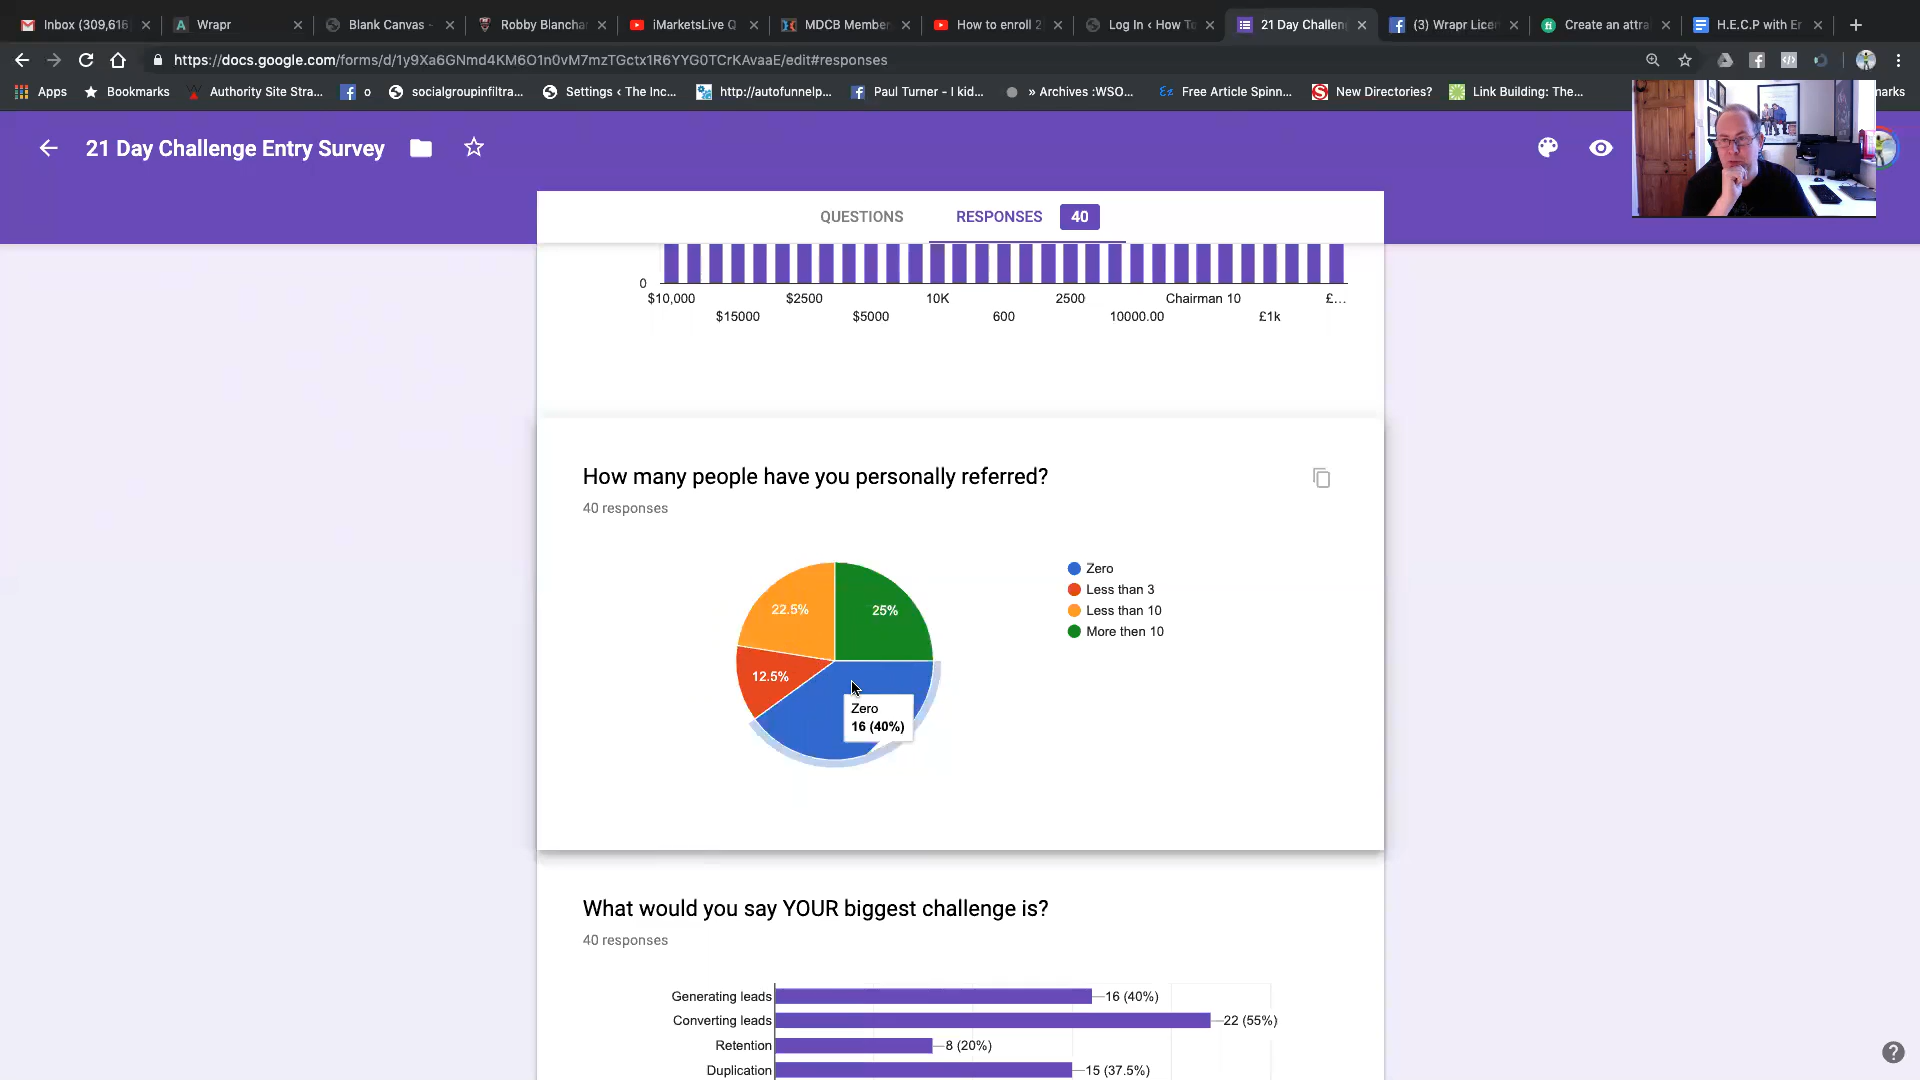 Inbox (309,616
Wrapr
Blank Canvas -
Robby Blancha
iMarketsLive Q
MDCB Membe
How to enroll 2
Log In ‹ How To
21 Day Challen
(3) Wrapr Lice
Create an attra
H.E.C.P with Er
https://docs.google.com/forms/d/1y9Xa6GNmd4KM6O1n0vM7mzTGctx1R6YYG0TCrKAvaaE/edit#responses
Apps
Bookmarks
Authority Site Stra...
o
socialgroupinfiltra...
Settings ‹ The Inc...
http://autofunnelp...
Paul Turner - I kid...
» Archives :WSO...
Free Article Spinn...
New Directories?
Link Building: The...
marks
21 Day Challenge Entry Survey
QUESTIONS
RESPONSES 40
0
$10,000 $2500 10K 2500 Chairman 10 £...
$15000 $5000 600 10000.00 £1k
How many people have you personally referred?
40 responses
Zero
Less than 3
Less than 10
More then 10
22.5%
25%
12.5%
Zero
16 (40%)
What would you say YOUR biggest challenge is?
40 responses
Generating leads 16 (40%)
Converting leads 22 (55%)
Retention 8 (20%)
Duplication 15 (37.5%)